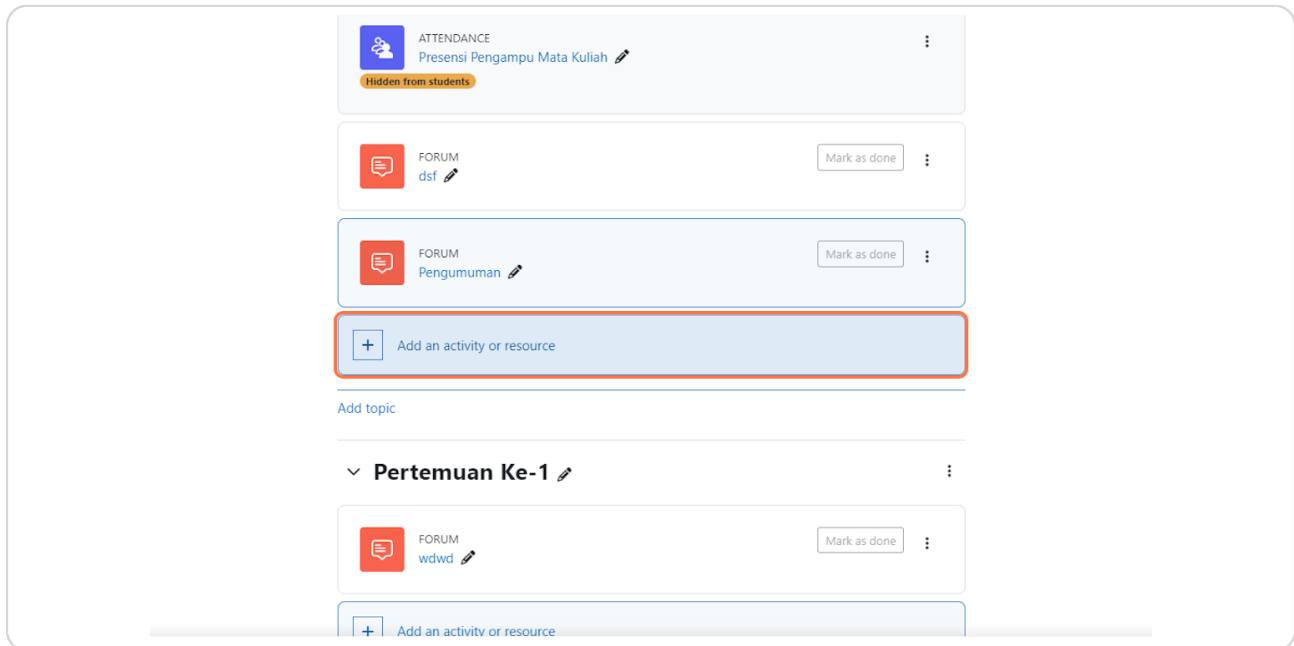 ATTENDANCE
Presensi Pengampu Mata Kuliah
Hidden from students
FORUM
Mark as done
dsf
FORUM
Mark as done
Pengumuman
+ Add an activity or resource
Add topic
Pertemuan Ke-1
FORUM
Mark as done
wdwd
+ Add an activity or resource